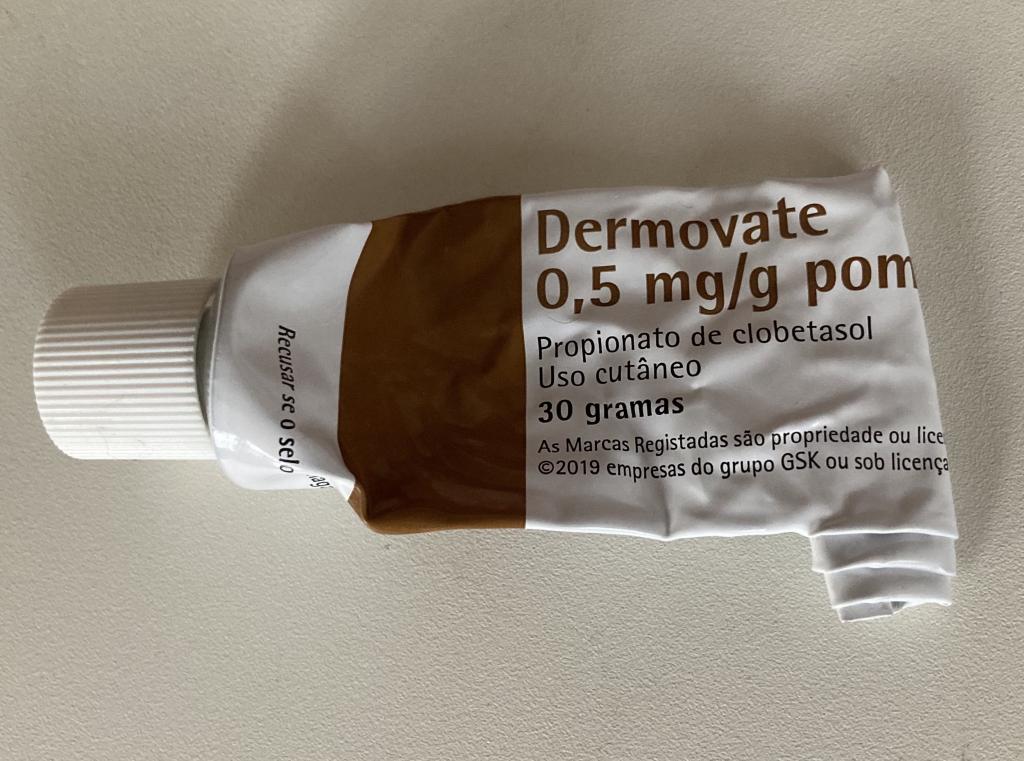 Dermovate
0,5 mg/g pom
Propionato de clobetasol
Uso cutâneo
30 gramas
As Marcas Registadas são propriedade ou lice
©2019 empresas do grupo GSK ou sob licença
Recusar se o selo